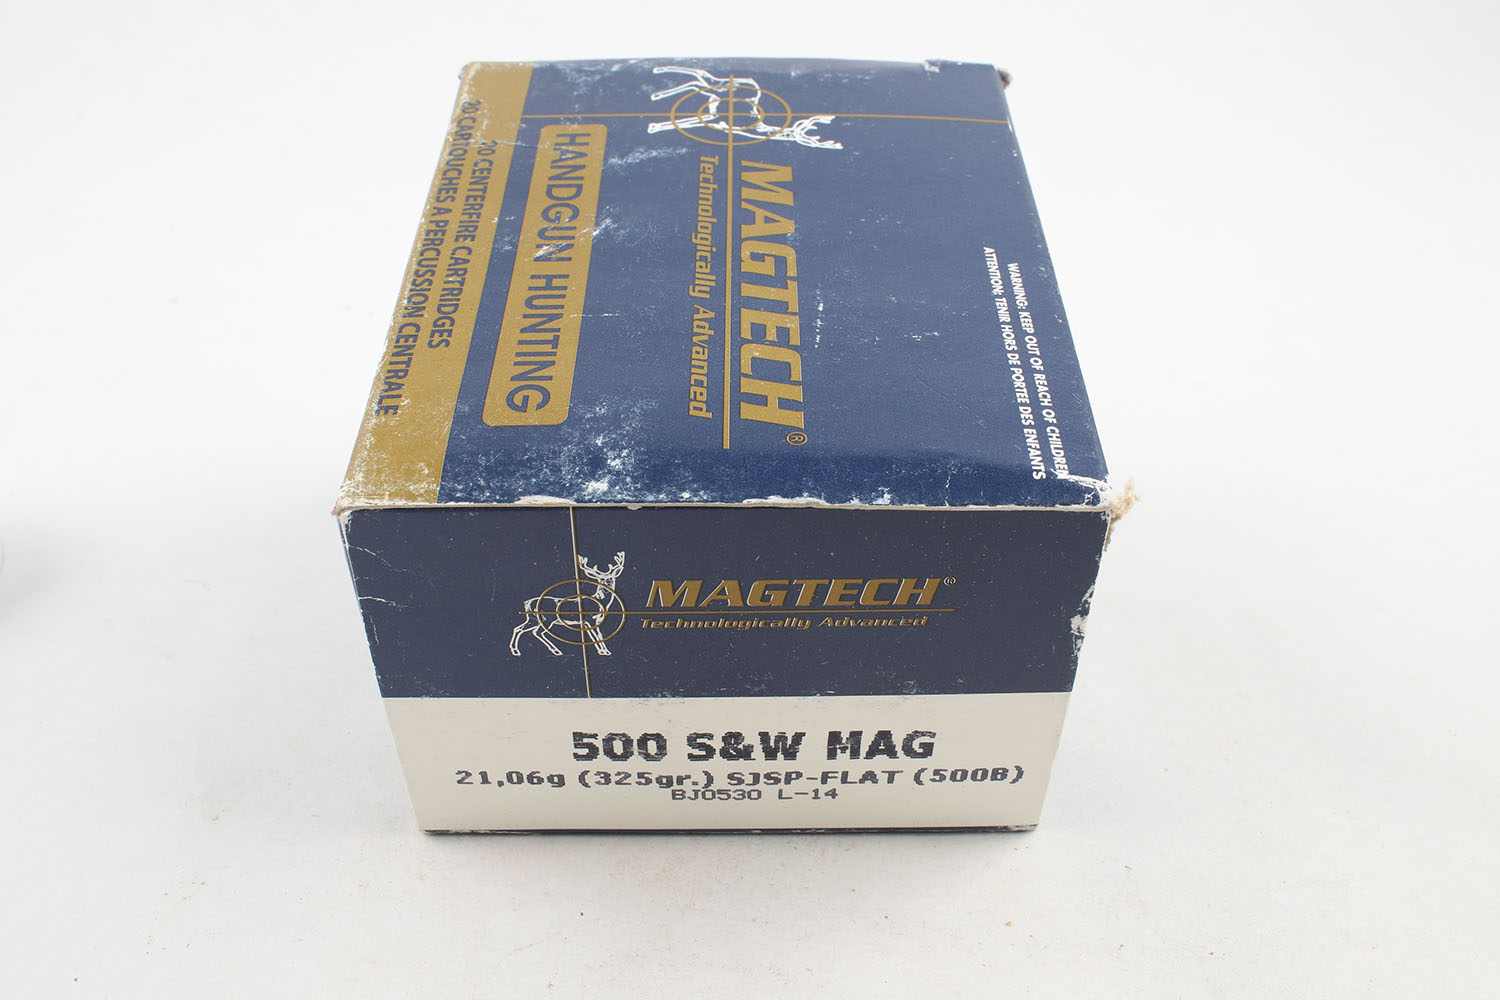 MAGTECH®
Technologically Advanced
HANDGUN HUNTING
20 CENTERFIRE CARTRIDGES
20 CARTOUCHES A PERCUSSION CENTRALE
WARNING: KEEP OUT OF REACH OF CHILDREN
ATTENTION: TENIR HORS DE PORTEE DES ENFANTS
MAGTECH®
Technologically Advanced
500 S&W MAG
21,06g (325gr.) SJSP-FLAT (500B)
BJ0530 L-14